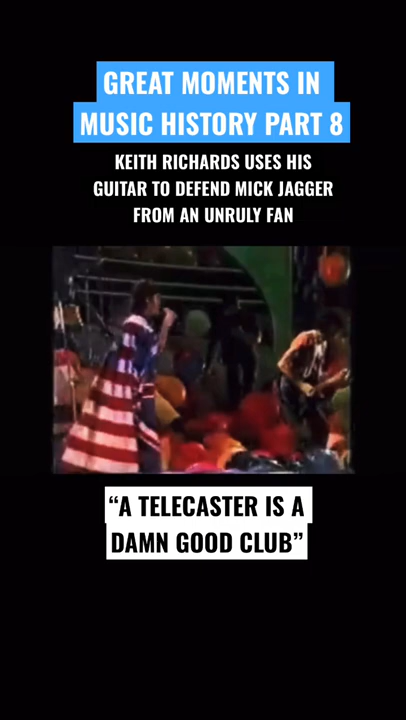 GREAT MOMENTS IN
MUSIC HISTORY PART 8
KEITH RICHARDS USES HIS
GUITAR TO DEFEND MICK JAGGER
FROM AN UNRULY FAN
“A TELECASTER IS A
DAMN GOOD CLUB”